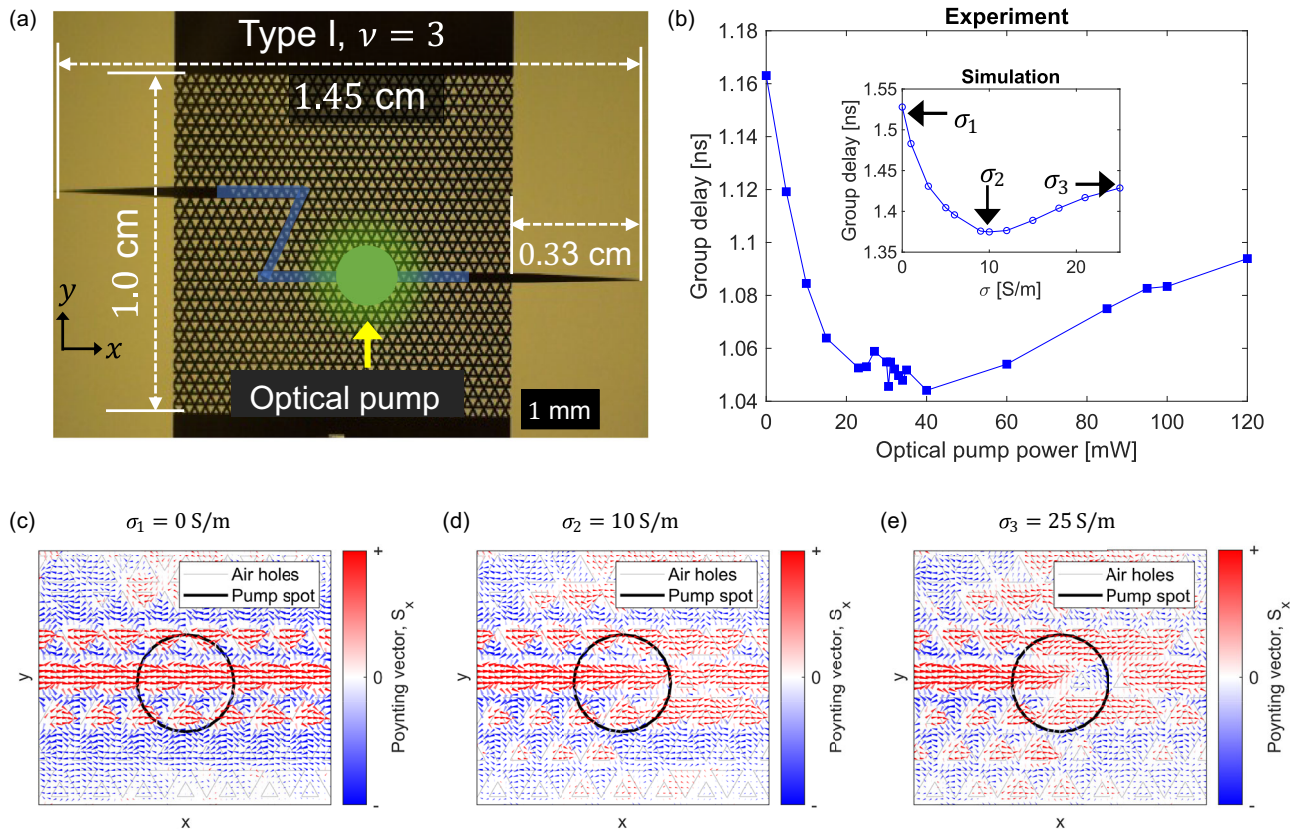 (a)
Type I, ν = 3
1.45 cm
1.0 cm
0.33 cm
y
x
Optical pump
1 mm
(b)
Experiment
Group delay [ns]
1.18
1.16
1.14
1.12
1.1
1.08
1.06
1.04
0 20 40 60 80 100 120
Optical pump power [mW]
Simulation
Group delay [ns]
1.55
1.5
1.45
1.4
1.35
0 10 20
σ [S/m]
σ₁
σ₂
σ₃
(c)
σ₁ = 0 S/m
Air holes
Pump spot
y
x
+
0
-
Poynting vector, Sₓ
(d)
σ₂ = 10 S/m
Air holes
Pump spot
y
x
+
0
-
Poynting vector, Sₓ
(e)
σ₃ = 25 S/m
Air holes
Pump spot
y
x
+
0
-
Poynting vector, Sₓ